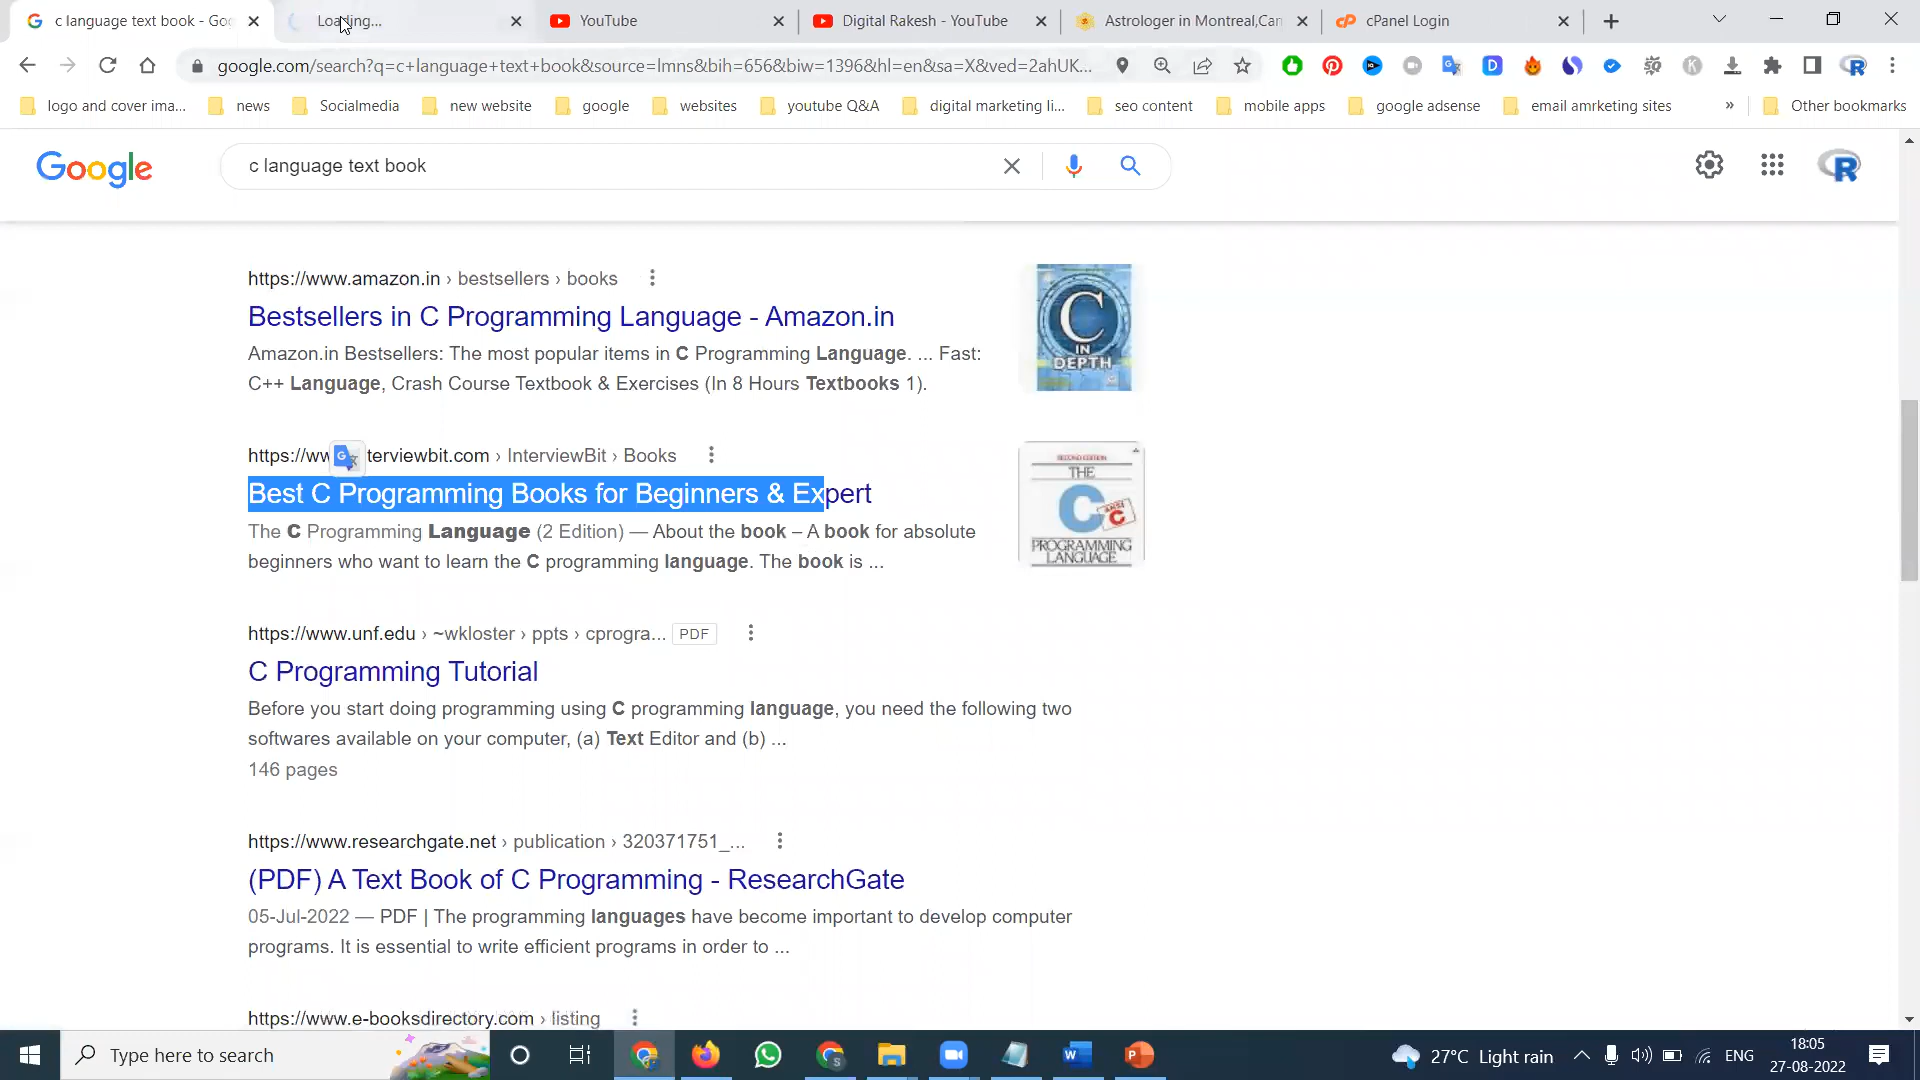 c language text book - Goo
Loading...
YouTube
Digital Rakesh - YouTube
Astrologer in Montreal,Can
cPanel Login
google.com/search?q=c+language+text+book&source=lmns&bih=656&biw=1396&hl=en&sa=X&ved=2ahUK...
logo and cover ima...
news
Socialmedia
new website
google
websites
youtube Q&A
digital marketing li...
seo content
mobile apps
google adsense
email amrketing sites
»
Other bookmarks
Google
c language text book
https://www.amazon.in › bestsellers › books
Bestsellers in C Programming Language - Amazon.in
Amazon.in Bestsellers: The most popular items in C Programming Language. ... Fast:
C++ Language, Crash Course Textbook & Exercises (In 8 Hours Textbooks 1).
C
IN
DEPTH
https://ww terviewbit.com › InterviewBit › Books
Best C Programming Books for Beginners & Expert
The C Programming Language (2 Edition) — About the book – A book for absolute
beginners who want to learn the C programming language. The book is ...
SECOND EDITION
THE
C
ANSI C
PROGRAMMING
LANGUAGE
https://www.unf.edu › ~wkloster › ppts › cprogra... PDF
C Programming Tutorial
Before you start doing programming using C programming language, you need the following two
softwares available on your computer, (a) Text Editor and (b) ...
146 pages
https://www.researchgate.net › publication › 320371751_...
(PDF) A Text Book of C Programming - ResearchGate
05-Jul-2022 — PDF | The programming languages have become important to develop computer
programs. It is essential to write efficient programs in order to ...
https://www.e-booksdirectory.com › listing
Type here to search
27°C Light rain
ENG
18:05
27-08-2022